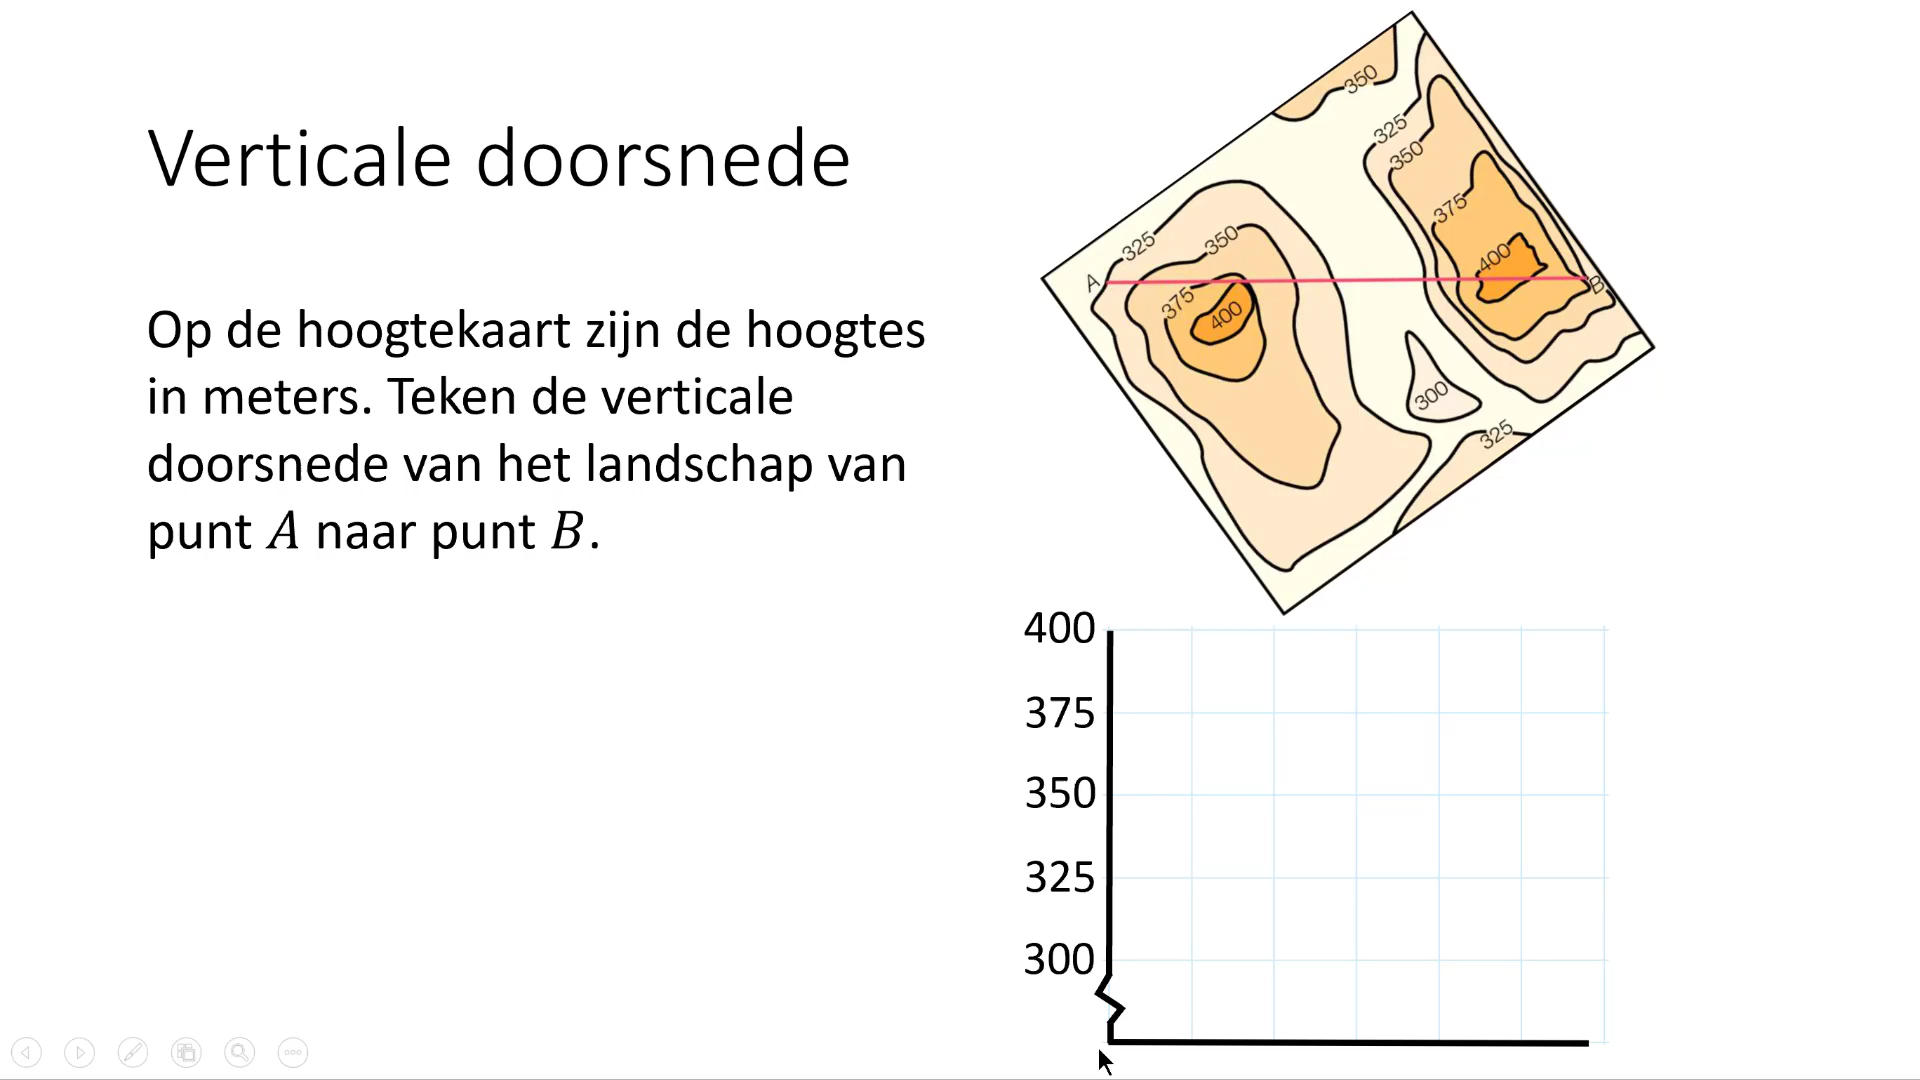 Verticale doorsnede
Op de hoogtekaart zijn de hoogtes
in meters. Teken de verticale
doorsnede van het landschap van
punt A naar punt B.
350
325
350
375
400
325
350
A
B
375
400
300
325
400
375
350
325
300